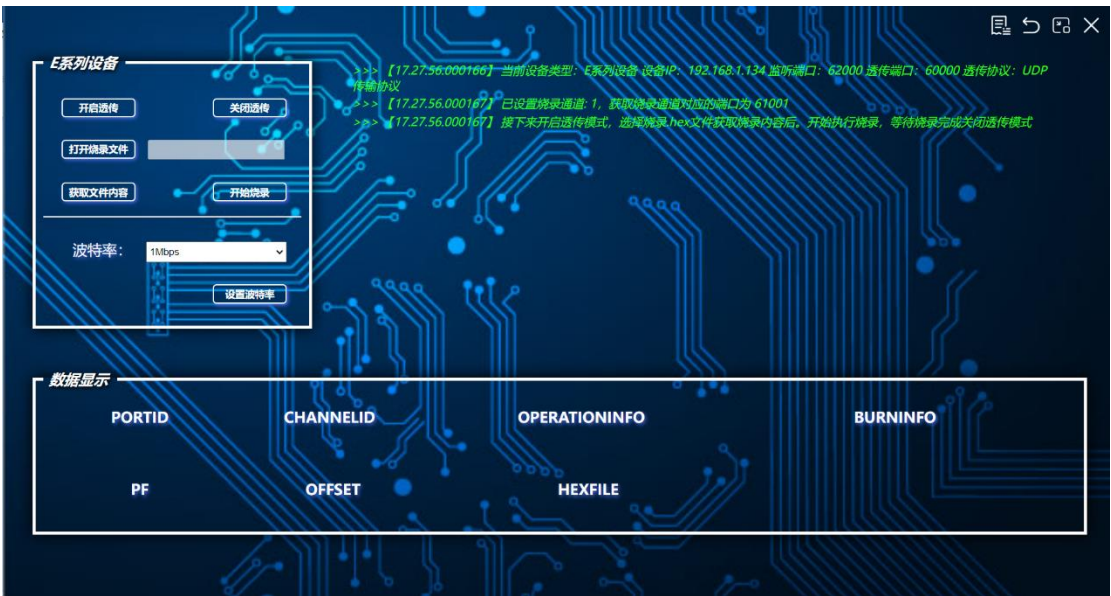 E系列设备
>>> 【17.27.56.000166】当前设备类型：E系列设备 设备IP：192.168.1.134 监听端口：62000 透传端口：60000 透传协议：UDP
传输协议
>>> 【17.27.56.000167】已设置烧录通道: 1，获取烧录通道对应的端口为 61001
>>> 【17.27.56.000167】接下来开启透传模式，选择烧录.hex文件获取烧录内容后，开始执行烧录，等待烧录完成关闭透传模式
开启透传 关闭透传
打开烧录文件
获取文件内容 开始烧录
波特率： 1Mbps
设置波特率
数据显示
PORTID CHANNELID OPERATIONINFO BURNINFO
PF OFFSET HEXFILE